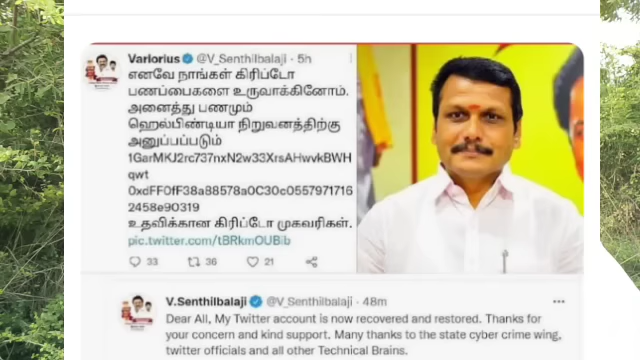 Variorius @V_Senthilbalaji · 5h
எனவே நாங்கள் கிரிப்டோ
பணப்பைகளை உருவாக்கினோம்.
அனைத்து பணமும்
ஹெல்பிண்டியா நிறுவனத்திற்கு
அனுப்பப்படும்
1GarMKJ2rc737nxN2w33XrsAHwvkBWH
qwt
0xdFF0fF38a88578a0C30c0557971716
2458e90319
உதவிக்கான கிரிப்டோ முகவரிகள்.
pic.twitter.com/tBRkmOUBib
33 36 21
V.Senthilbalaji @V_Senthilbalaji · 48m
Dear All, My Twitter account is now recovered and restored. Thanks for
your concern and kind support. Many thanks to the state cyber crime wing,
twitter officials and all other Technical Brains.